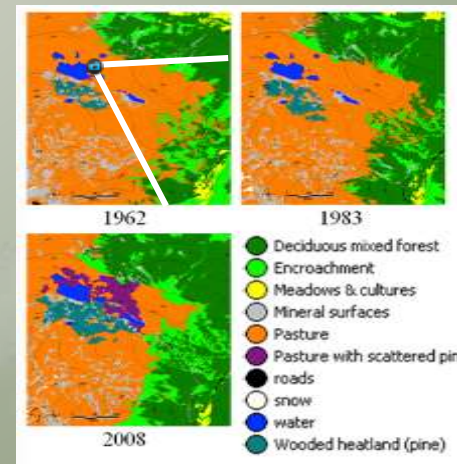 1962
1983
2008
Deciduous mixed forest
Encroachment
Meadows & cultures
Mineral surfaces
Pasture
Pasture with scattered pin
roads
snow
water
Wooded heatland (pine)